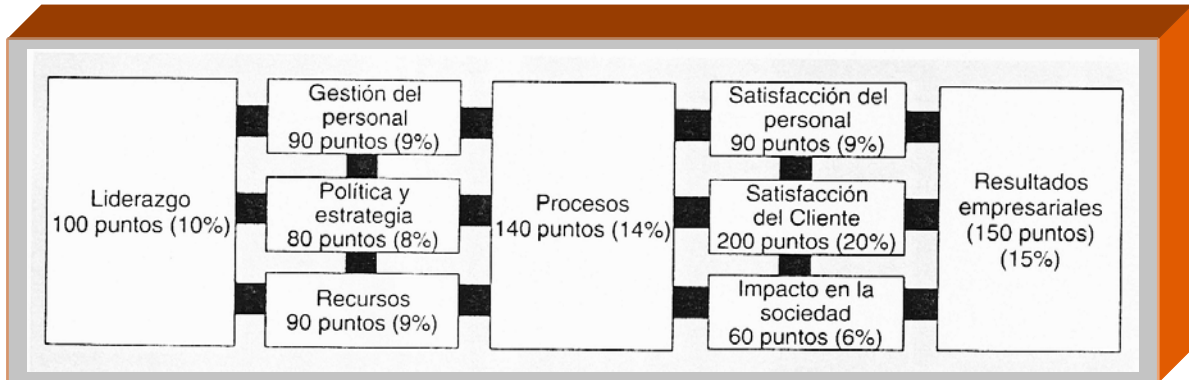 Liderazgo
100 puntos (10%)
Gestión del
personal
90 puntos (9%)
Política y
estrategia
80 puntos (8%)
Recursos
90 puntos (9%)
Procesos
140 puntos (14%)
Satisfacción del
personal
90 puntos (9%)
Satisfacción
del Cliente
200 puntos (20%)
Impacto en la
sociedad
60 puntos (6%)
Resultados
empresariales
(150 puntos)
(15%)